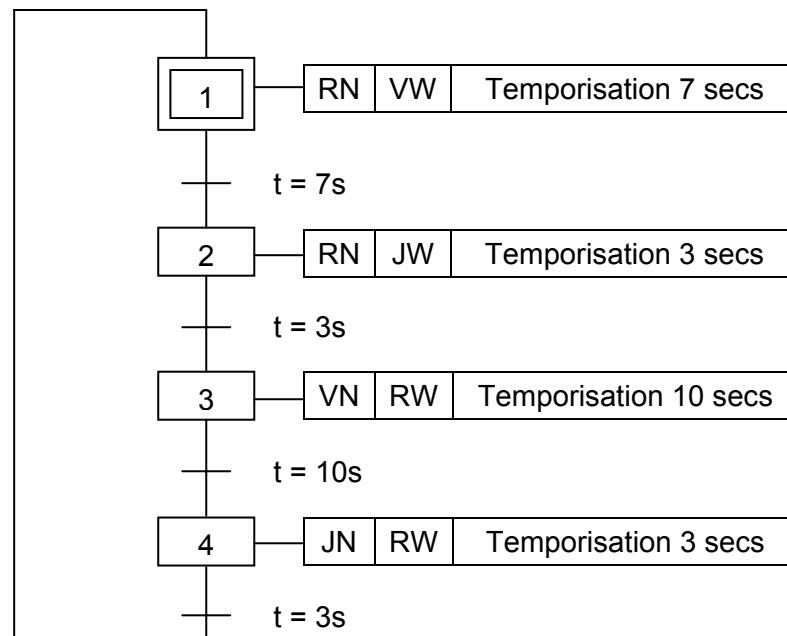 1 RN VW Temporisation 7 secs
t = 7s
2 RN JW Temporisation 3 secs
t = 3s
3 VN RW Temporisation 10 secs
t = 10s
4 JN RW Temporisation 3 secs
t = 3s